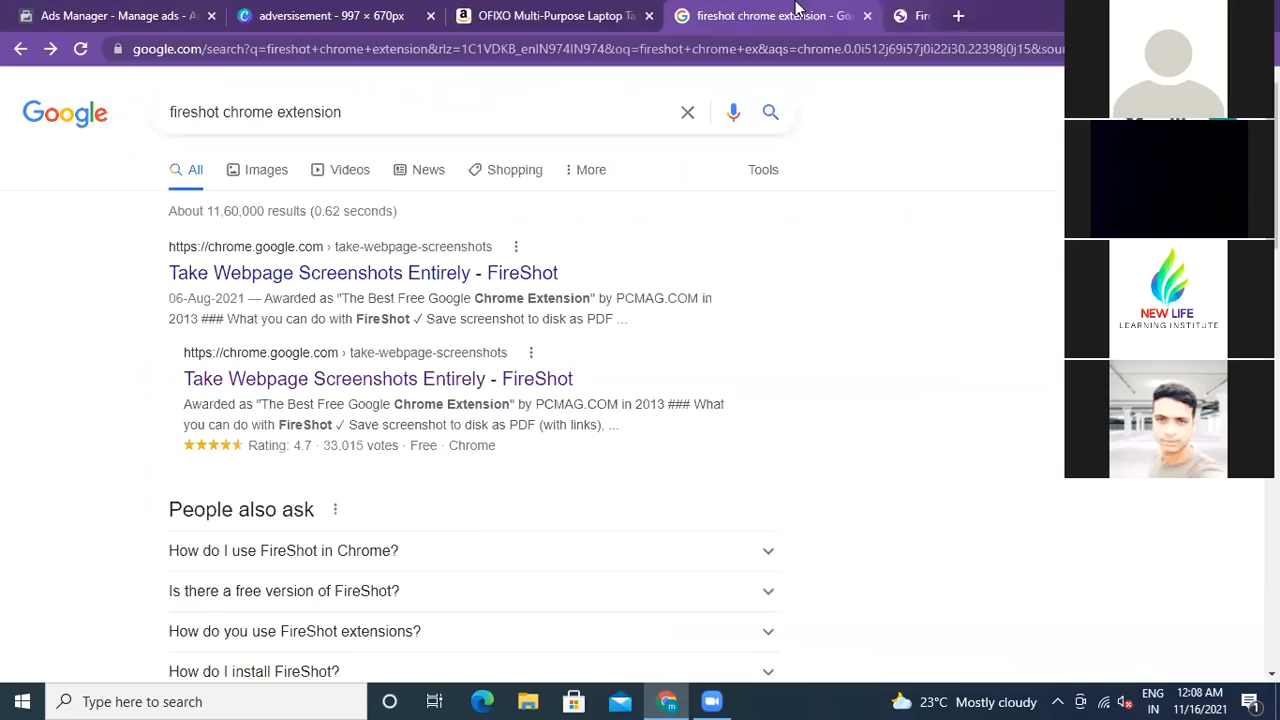 Ads Manager - Ads
conversions - 997 × 670p
OFIXO Multi-Purpose Laptop Ta
fireshot chrome extension - Go
Fir
google.com/search?q=fireshot+chrome+extension&rlz=1C1VDKB_enIN974IN974&oq=fireshot+chrome+ex&aqs=chrome.0.0i512j69i57j0i22i30.22398j0j15&sour
Google
fireshot chrome extension
All
Images
Videos
News
Shopping
More
Tools
About 11,60,000 results (0.62 seconds)
https://chrome.google.com › take-webpage-screenshots
Take Webpage Screenshots Entirely - FireShot
06-Aug-2021 — Awarded as "The Best Free Google Chrome Extension" by PCMAG.COM in
2013 ### What you can do with FireShot ✓ Save screenshot to disk as PDF ...
https://chrome.google.com › take-webpage-screenshots
Take Webpage Screenshots Entirely - FireShot
Awarded as "The Best Free Google Chrome Extension" by PCMAG.COM in 2013 ### What
you can do with FireShot ✓ Save screenshot to disk as PDF (with links), ...
Rating: 4.7 · 33,015 votes · Free · Chrome
People also ask
How do I use FireShot in Chrome?
Is there a free version of FireShot?
How do you use FireShot extensions?
How do I install FireShot?
NEW LIFE
LEARNING INSTITUTE
Type here to search
23°C Mostly cloudy
ENG
IN
12:08 AM
11/16/2021
1